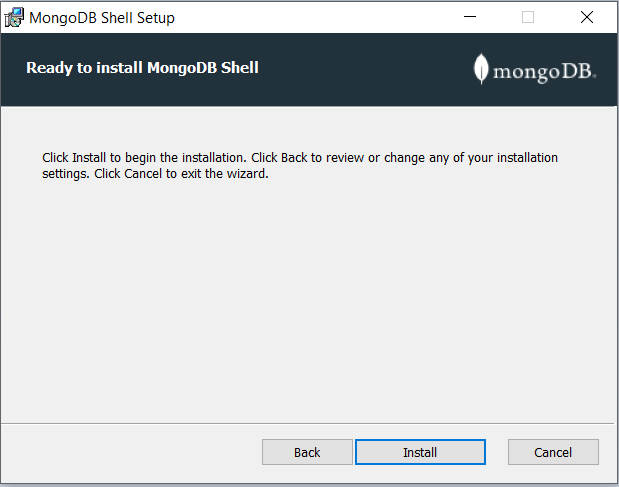 MongoDB Shell Setup
Ready to install MongoDB Shell
mongoDB.
Click Install to begin the installation. Click Back to review or change any of your installation
settings. Click Cancel to exit the wizard.
Back
Install
Cancel